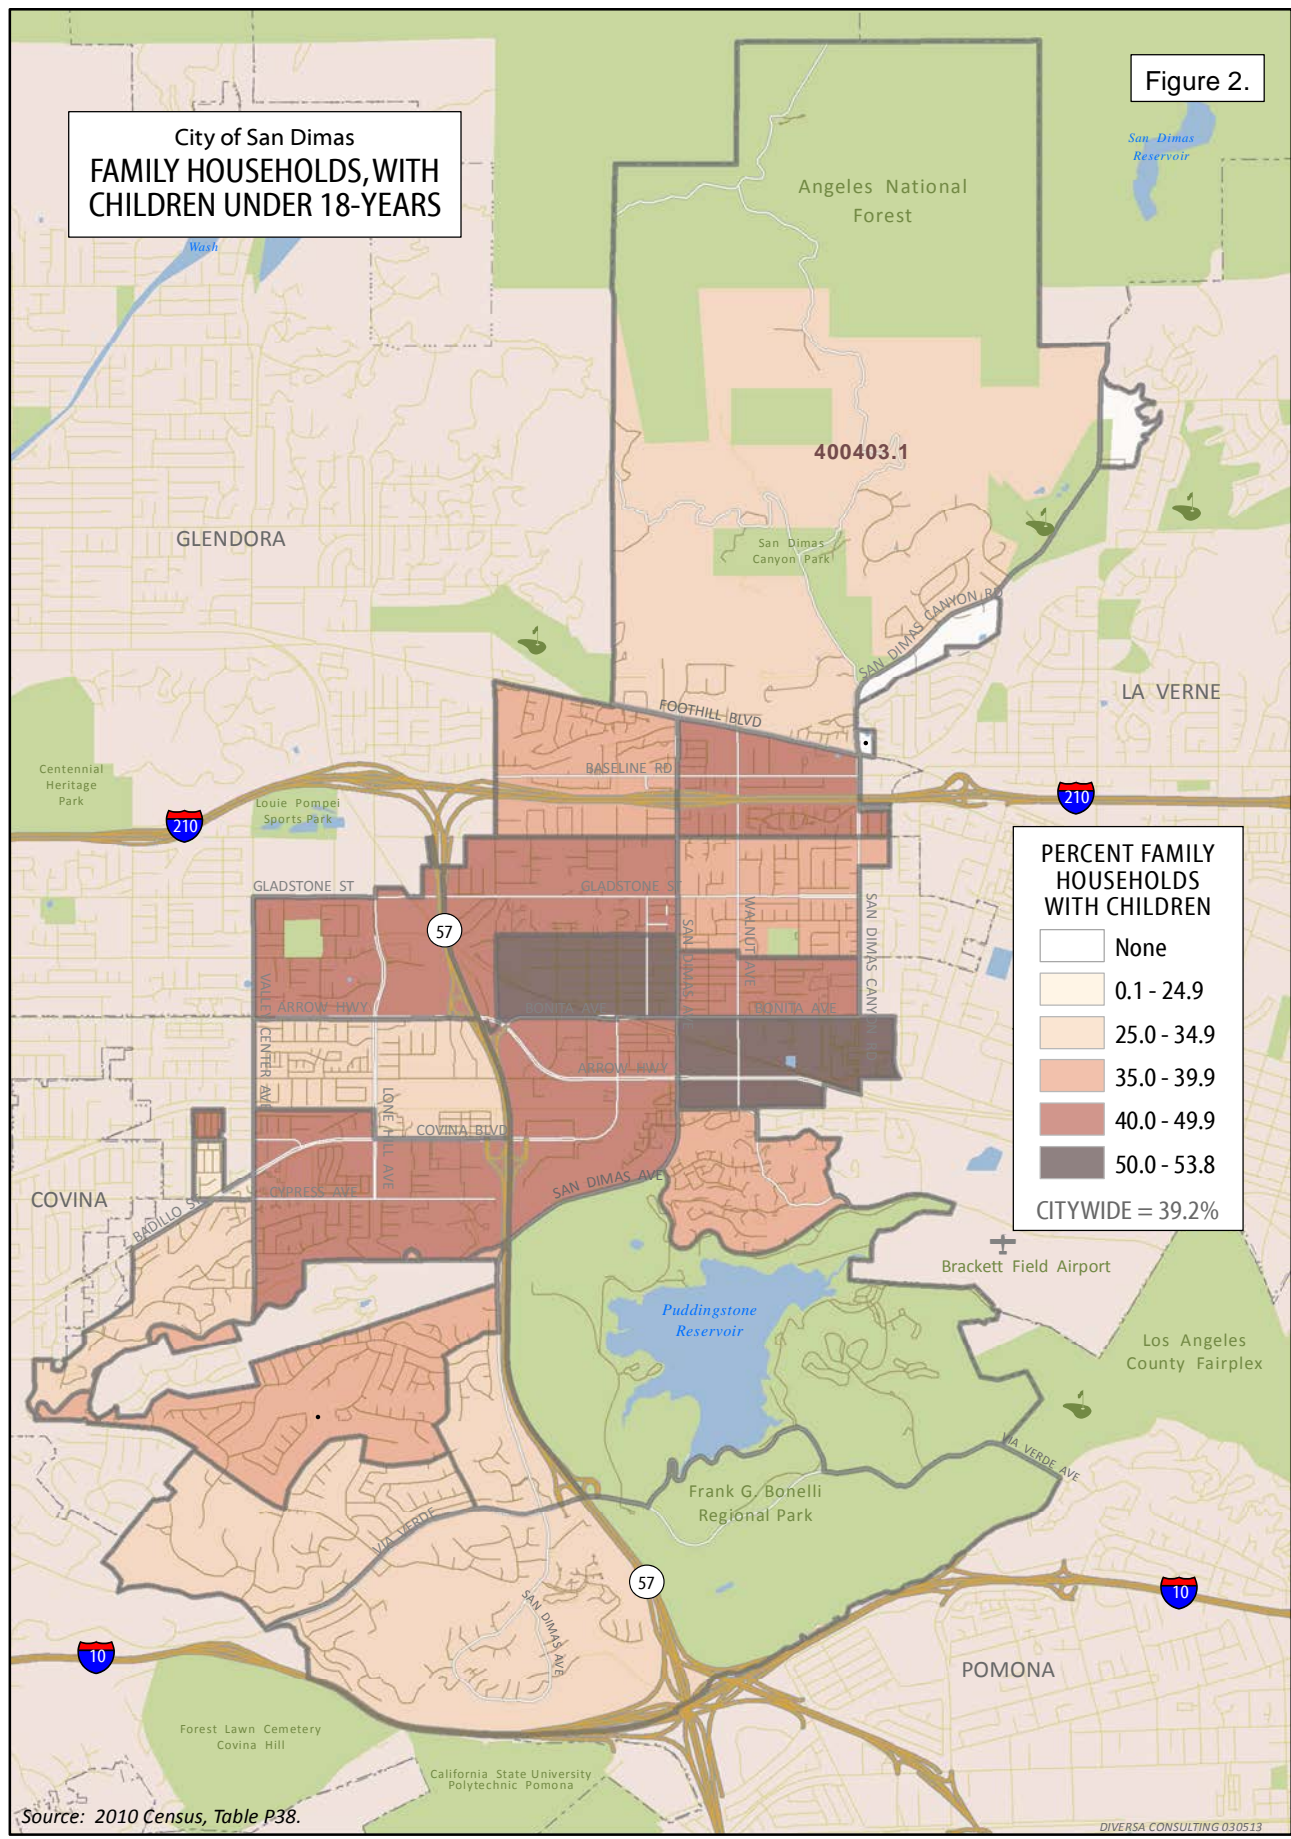 Figure 2.
City of San Dimas
FAMILY HOUSEHOLDS, WITH
CHILDREN UNDER 18-YEARS
San Dimas
Reservoir
Angeles National
Forest
Wash
400403.1
GLENDORA
San Dimas
Canyon Park
SAN DIMAS CANYON RD
LA VERNE
FOOTHILL BLVD
BASELINE RD
Centennial
Heritage
Park
Louie Pompei
Sports Park
210
210
PERCENT FAMILY
HOUSEHOLDS
WITH CHILDREN
None
0.1 - 24.9
25.0 - 34.9
35.0 - 39.9
40.0 - 49.9
50.0 - 53.8
CITYWIDE = 39.2%
GLADSTONE ST
GLADSTONE ST
57
SAN DIMAS AVE
WALNUT AVE
SAN DIMAS CANYON RD
VALLEY CENTER AVE
ARROW HWY
BONITA AVE
BONITA AVE
ARROW HWY
LONE HILL AVE
COVINA BLVD
CYPRESS AVE
SAN DIMAS AVE
COVINA
BADILLO ST
Brackett Field Airport
Puddingstone
Reservoir
Los Angeles
County Fairplex
VIA VERDE AVE
Frank G. Bonelli
Regional Park
VIA VERDE
57
SAN DIMAS AVE
10
10
POMONA
Forest Lawn Cemetery
Covina Hill
California State University
Polytechnic Pomona
Source: 2010 Census, Table P38.
DIVERSA CONSULTING 030513